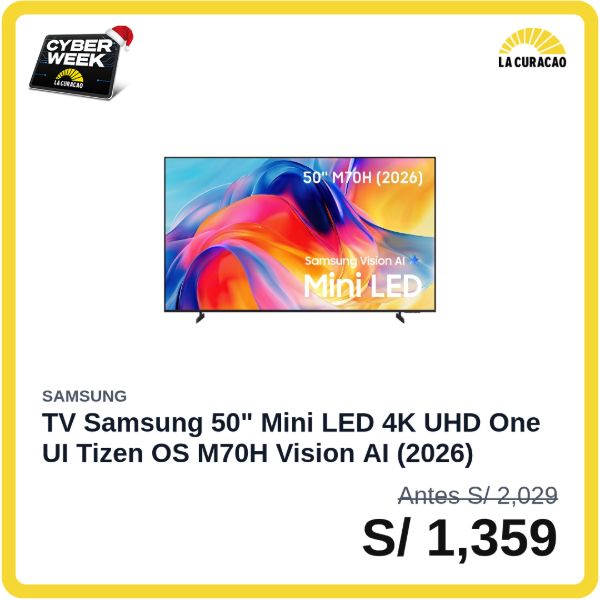 CYBER
WEEK
LA CURACAO
LA CURACAO
50" M70H (2026)
Samsung Vision AI
Mini LED
SAMSUNG
TV Samsung 50" Mini LED 4K UHD One
UI Tizen OS M70H Vision AI (2026)
Antes S/ 2,029
S/ 1,359